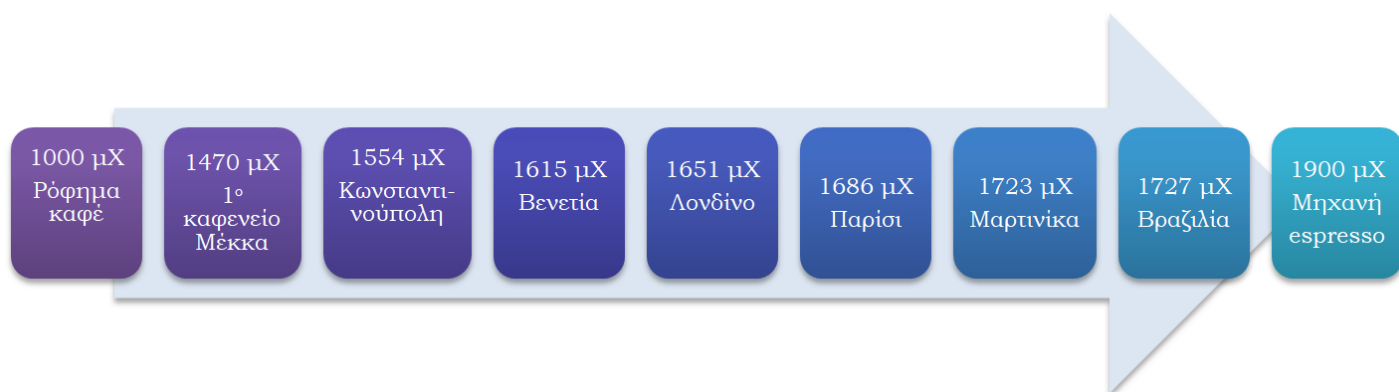 1000 μΧ
Ρόφημα
καφέ
1470 μΧ
1ο
καφενείο
Μέκκα
1554 μΧ
Κωνσταντι-
νούπολη
1615 μΧ
Βενετία
1651 μΧ
Λονδίνο
1686 μΧ
Παρίσι
1723 μΧ
Μαρτινίκα
1727 μΧ
Βραζιλία
1900 μΧ
Μηχανή
espresso